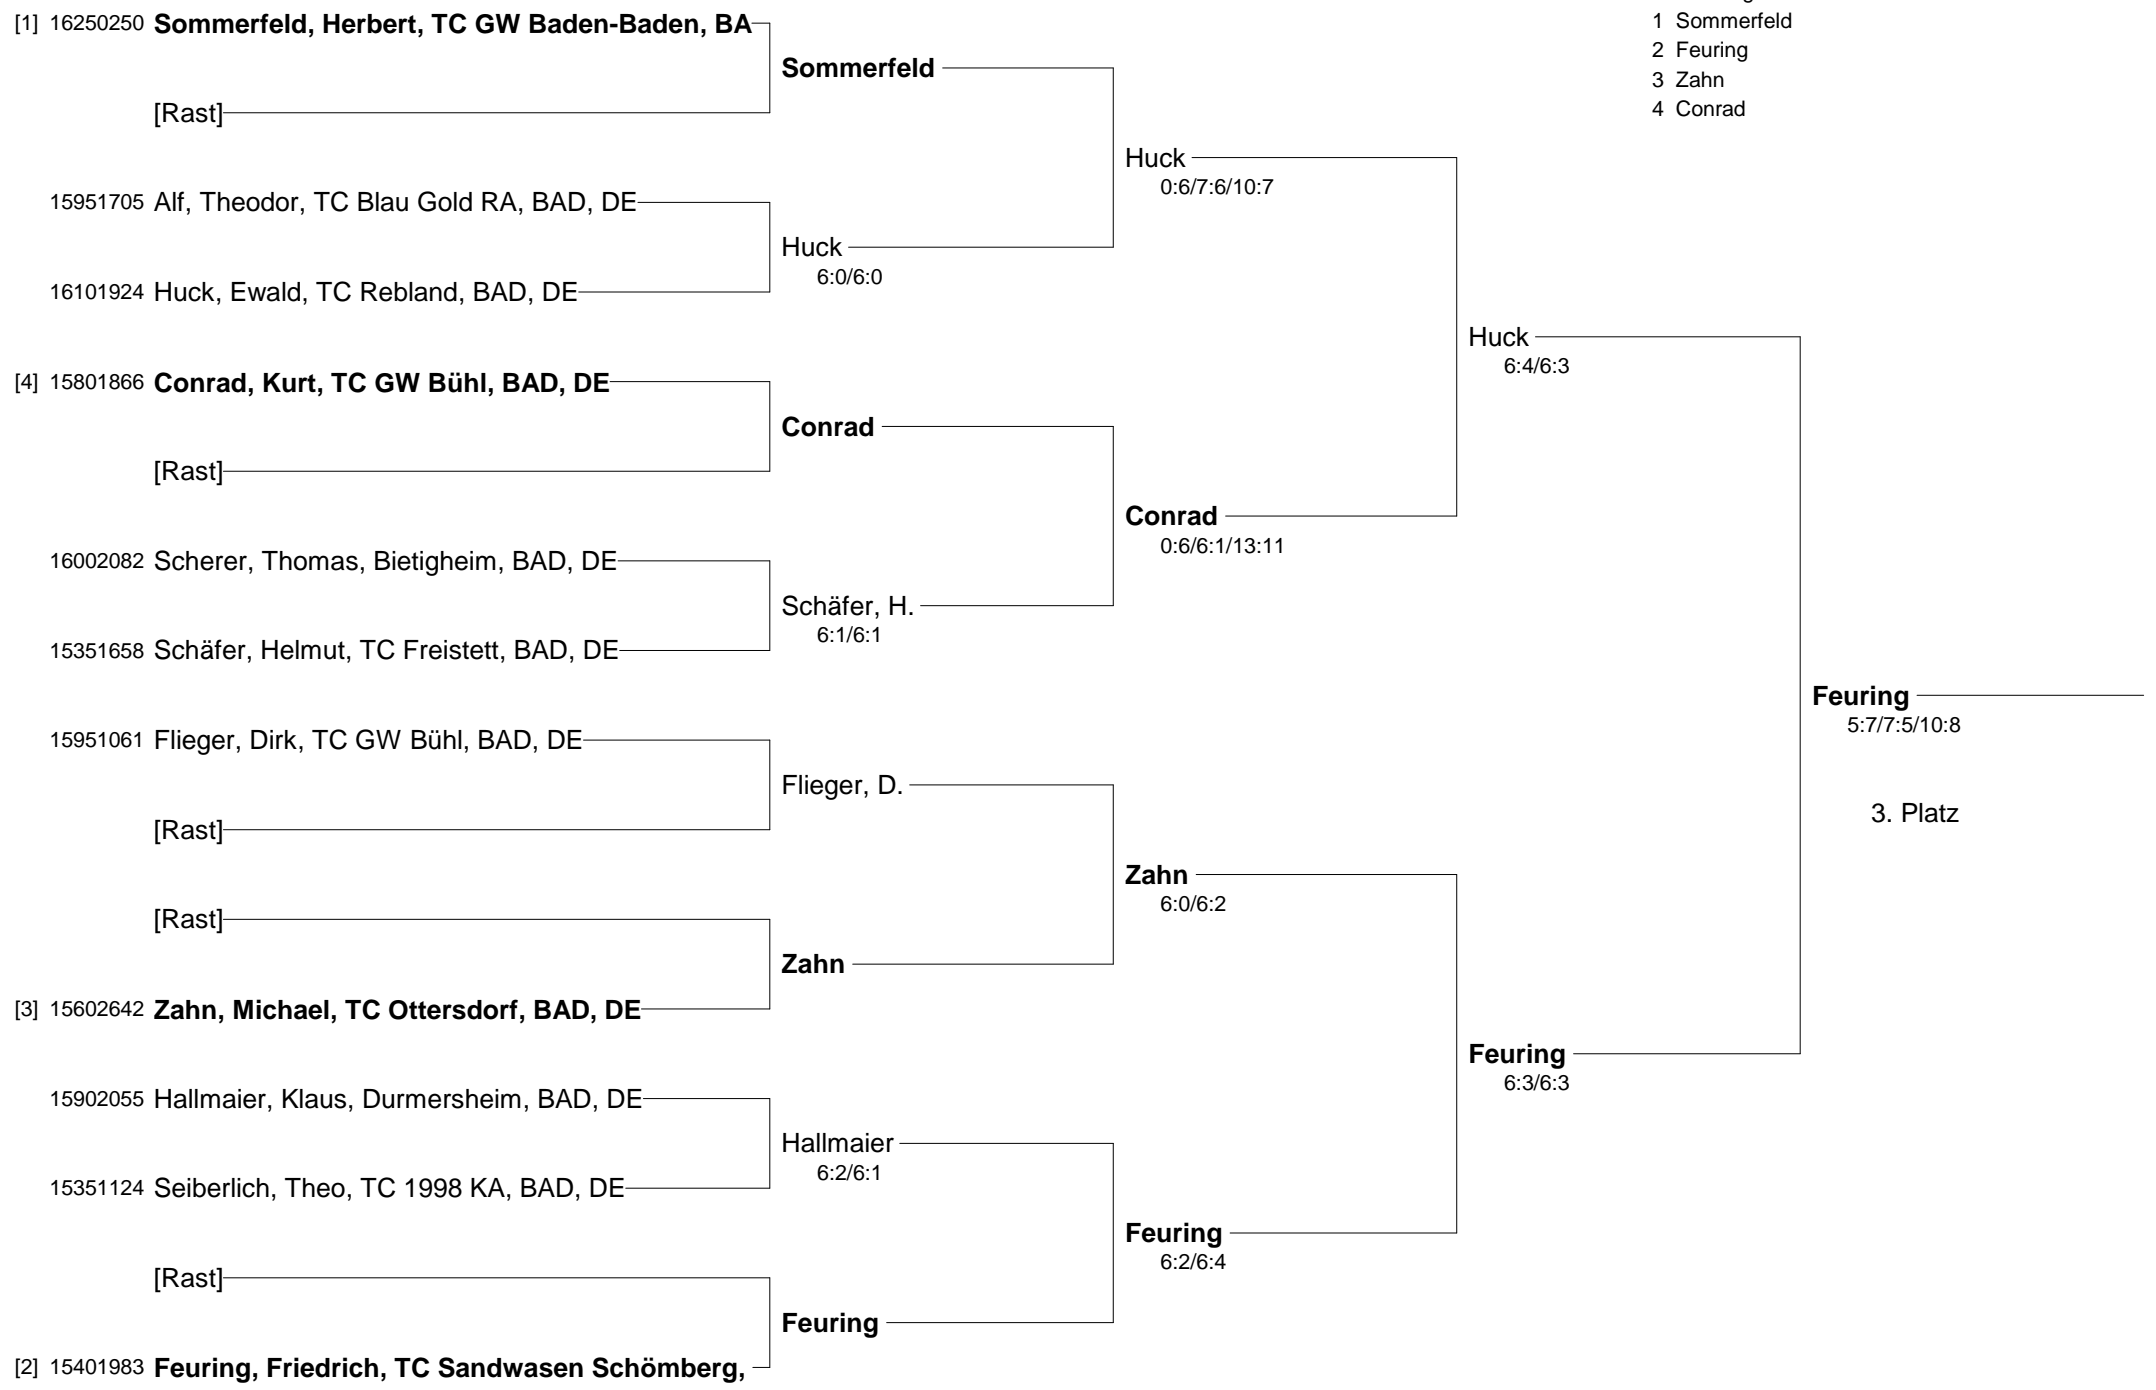 [1] 16250250 Sommerfeld, Herbert, TC GW Baden-Baden, BA
1 Sommerfeld
2 Feuring
3 Zahn
4 Conrad
Sommerfeld
[Rast]
Huck
0:6/7:6/10:7
15951705 Alf, Theodor, TC Blau Gold RA, BAD, DE
Huck
6:0/6:0
16101924 Huck, Ewald, TC Rebland, BAD, DE
Huck
6:4/6:3
[4] 15801866 Conrad, Kurt, TC GW Bühl, BAD, DE
Conrad
[Rast]
Conrad
0:6/6:1/13:11
16002082 Scherer, Thomas, Bietigheim, BAD, DE
Schäfer, H.
6:1/6:1
15351658 Schäfer, Helmut, TC Freistett, BAD, DE
Feuring
5:7/7:5/10:8
15951061 Flieger, Dirk, TC GW Bühl, BAD, DE
Flieger, D.
3. Platz
[Rast]
Zahn
6:0/6:2
[Rast]
Zahn
[3] 15602642 Zahn, Michael, TC Ottersdorf, BAD, DE
Feuring
6:3/6:3
15902055 Hallmaier, Klaus, Durmersheim, BAD, DE
Hallmaier
6:2/6:1
15351124 Seiberlich, Theo, TC 1998 KA, BAD, DE
Feuring
6:2/6:4
[Rast]
Feuring
[2] 15401983 Feuring, Friedrich, TC Sandwasen Schömberg,